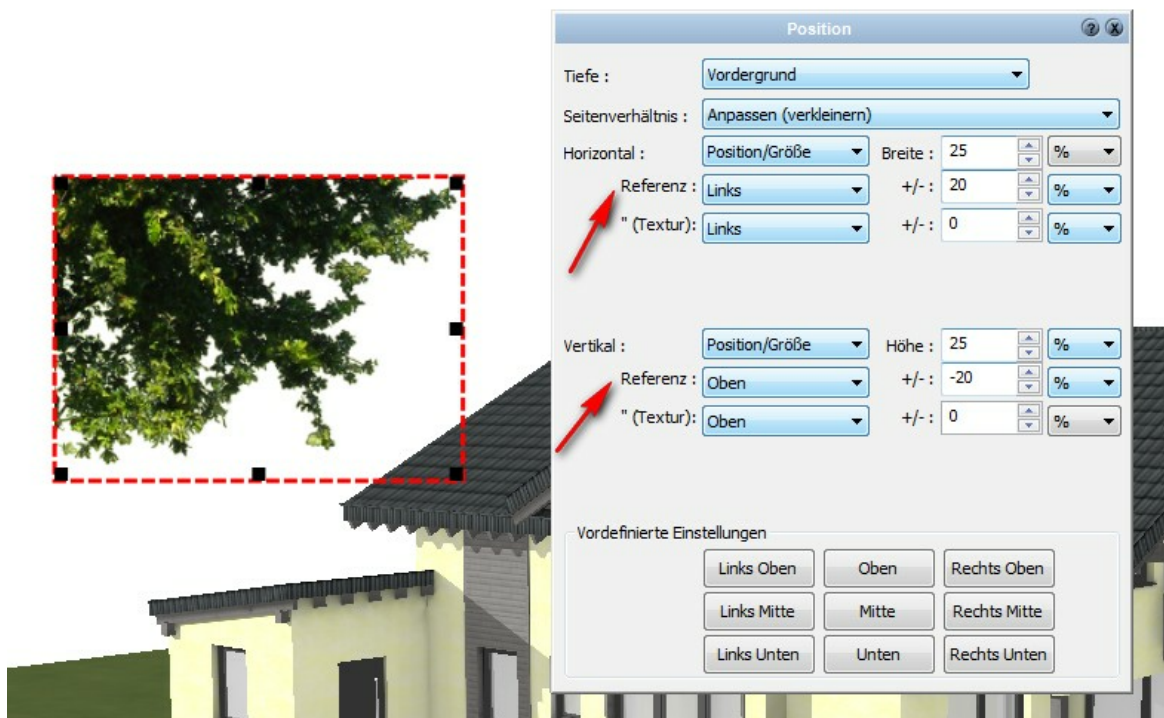 Position
Tiefe : Vordergrund
Seitenverhältnis : Anpassen (verkleinern)
Horizontal : Position/Größe Breite : 25 %
Referenz : Links +/- : 20 %
" (Textur): Links +/- : 0 %
Vertikal : Position/Größe Höhe : 25 %
Referenz : Oben +/- : -20 %
" (Textur): Oben +/- : 0 %
Vordefinierte Einstellungen
Links Oben Oben Rechts Oben
Links Mitte Mitte Rechts Mitte
Links Unten Unten Rechts Unten